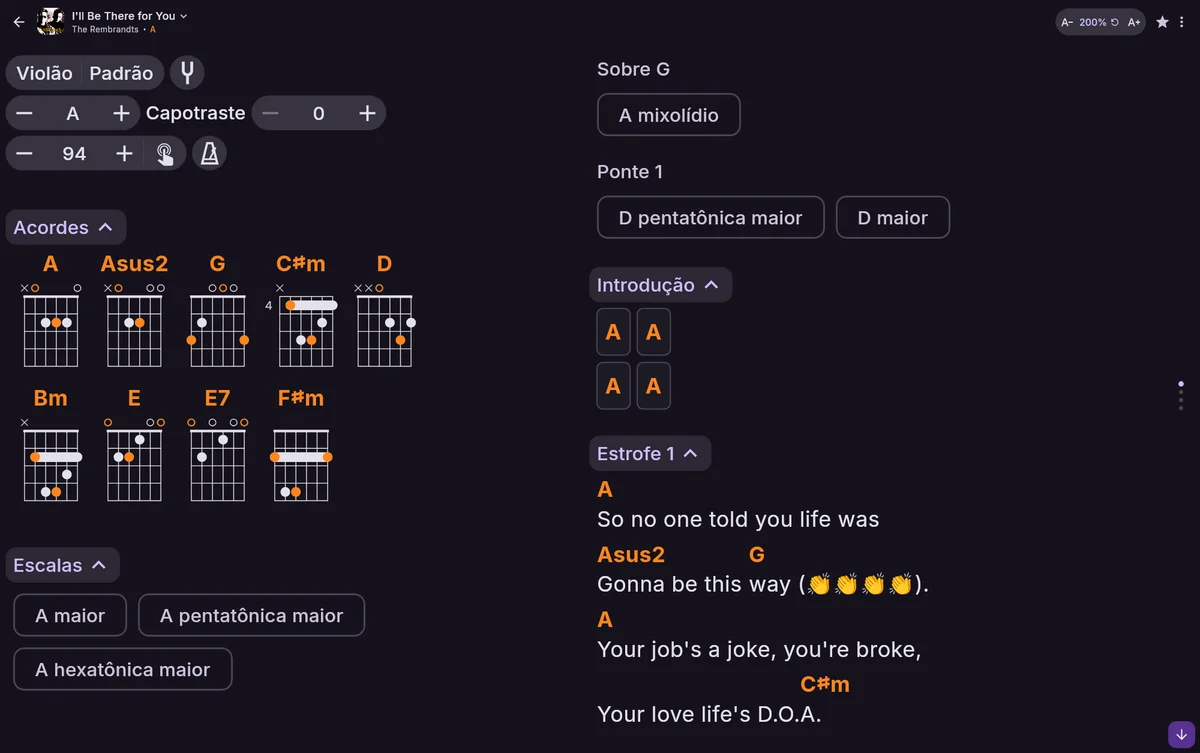 I'll Be There for You
The Rembrandts • A
A- 200% A+
Violão Padrão
− A + Capotraste − 0 +
− 94 +
Acordes
A Asus2 G C♯m D
4
Bm E E7 F♯m
Escalas
A maior A pentatônica maior
A hexatônica maior
Sobre G
A mixolídio
Ponte 1
D pentatônica maior D maior
Introdução
A A
A A
Estrofe 1
A
So no one told you life was
Asus2 G
Gonna be this way (👏👏👏👏).
A
Your job's a joke, you're broke,
C♯m
Your love life's D.O.A.